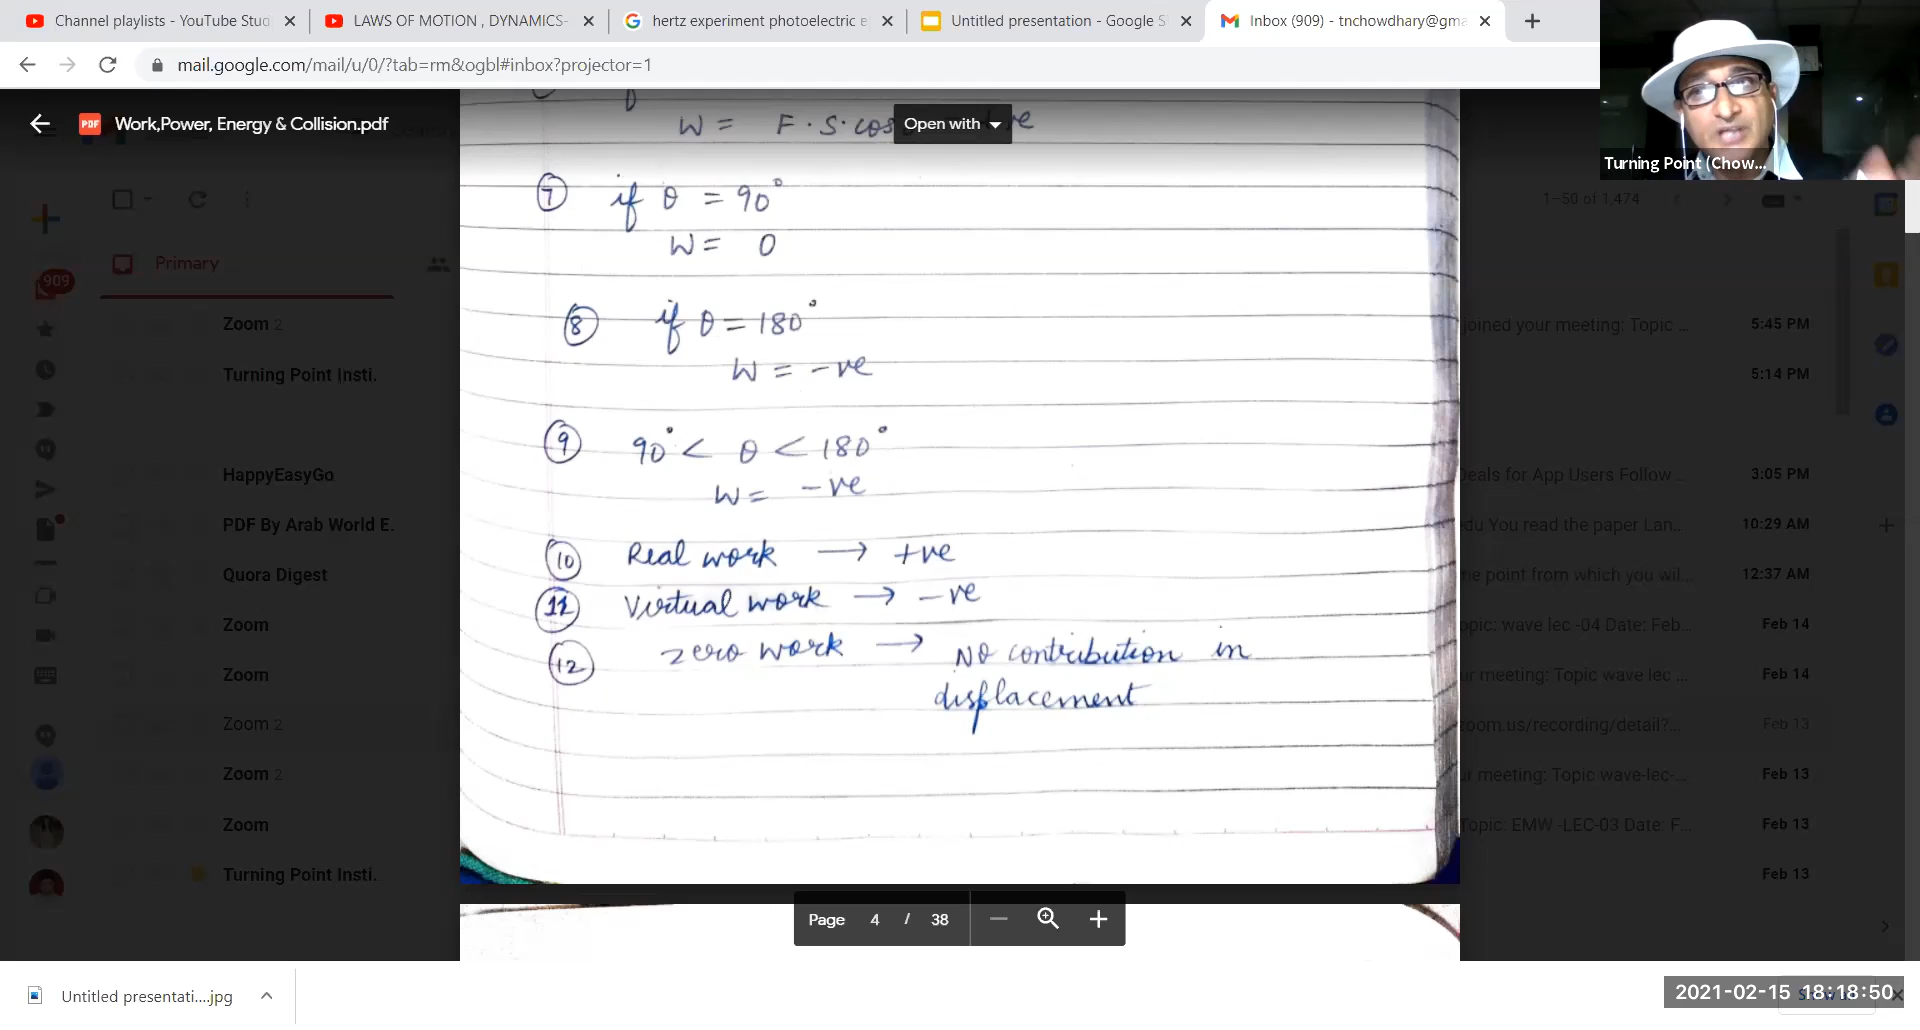 Channel playlists - YouTube Stud
LAWS OF MOTION , DYNAMICS-
hertz experiment photoelectric e
Untitled presentation - Google S
Inbox (909) - tnchowdhary@gma
mail.google.com/mail/u/0/?tab=rm&ogbl#inbox?projector=1
Turning Point (Chow...
PDF
Work,Power, Energy & Collision.pdf
Open with
W = F · S · cos
7 if θ = 90°
W = 0
8 if θ = 180°
W = -ve
9 90° < θ < 180°
W = -ve
10 Real work → +ve
11 Virtual work → -ve
12 zero work → No contribution in
displacement
1–50 of 1,474
909
Primary
Zoom 2
joined your meeting: Topic ...
5:45 PM
Turning Point Insti.
5:14 PM
HappyEasyGo
Deals for App Users Follow ...
3:05 PM
PDF By Arab World E.
edu You read the paper Lan...
10:29 AM
Quora Digest
point from which you wil...
12:37 AM
Zoom
opic: wave lec -04 Date: Feb...
Feb 14
Zoom
ur meeting: Topic wave lec ...
Feb 14
Zoom 2
zoom.us/recording/detail?...
Feb 13
Zoom 2
r meeting: Topic wave-lec-...
Feb 13
Zoom
Topic: EMW -LEC-03 Date: F...
Feb 13
Turning Point Insti.
Feb 13
Page 4 / 38
Untitled presentati....jpg
2021-02-15 18:18:50